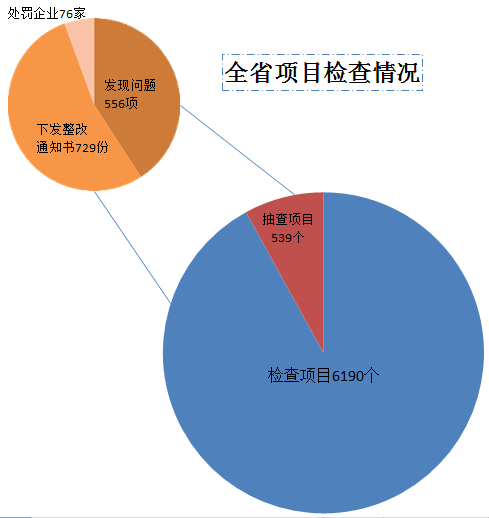 处罚企业76家
全省项目检查情况
发现问题
556项
下发整改
通知书729份
抽查项目
539个
检查项目6190个